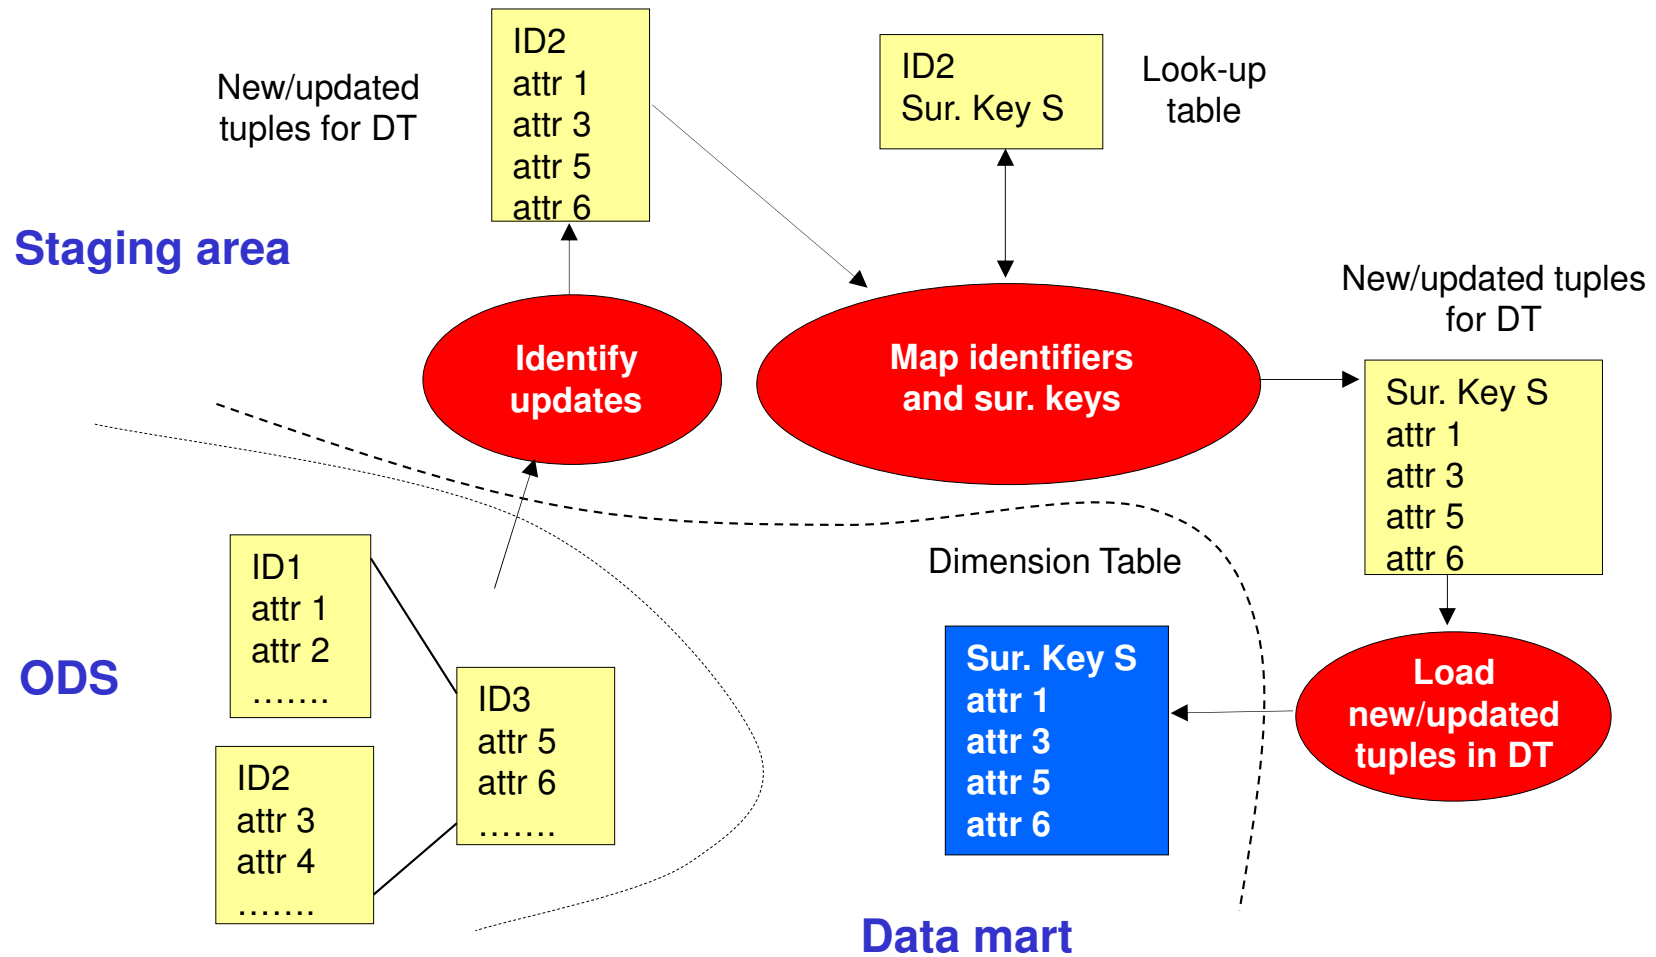 New/updated
tuples for DT
ID2
attr 1
attr 3
attr 5
attr 6
ID2
Sur. Key S
Look-up
table
Staging area
New/updated tuples
for DT
Identify
updates
Map identifiers
and sur. keys
Sur. Key S
attr 1
attr 3
attr 5
attr 6
ODS
ID1
attr 1
attr 2
…….
ID2
attr 3
attr 4
…….
ID3
attr 5
attr 6
…….
Dimension Table
Sur. Key S
attr 1
attr 3
attr 5
attr 6
Load
new/updated
tuples in DT
Data mart